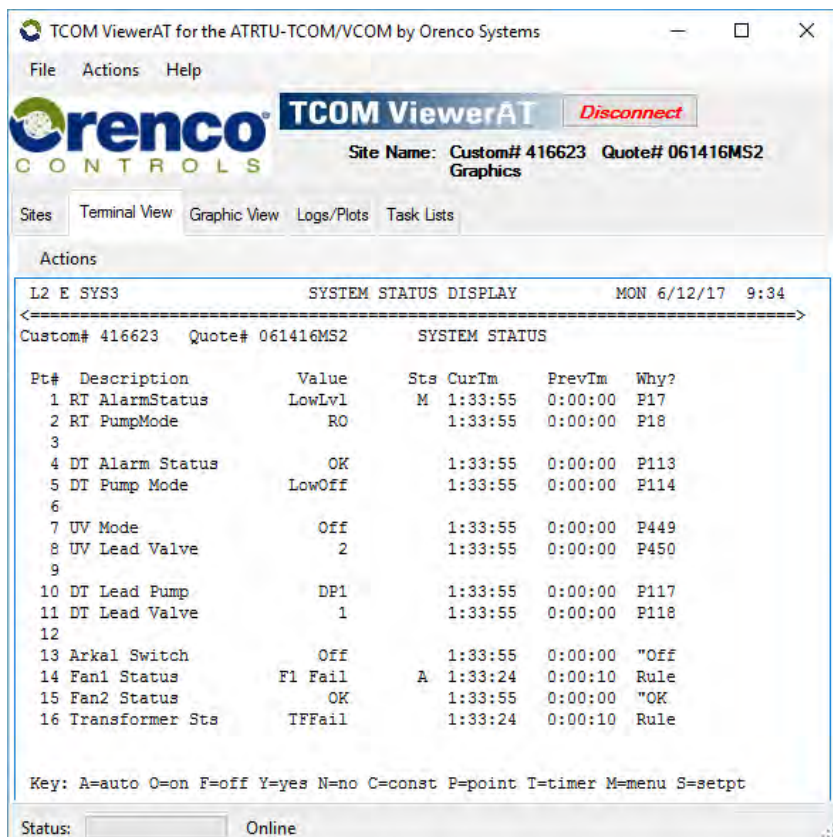 TCOM ViewerAT for the ATRTU-TCOM/VCOM by Orenco Systems
File Actions Help
Orenco CONTROLS
TCOM ViewerAT Disconnect
Site Name: Custom# 416623 Quote# 061416MS2
Graphics
Sites Terminal View Graphic View Logs/Plots Task Lists
Actions
L2 E SYS3 SYSTEM STATUS DISPLAY MON 6/12/17 9:34
<==============================================================================>
Custom# 416623 Quote# 061416MS2 SYSTEM STATUS
Pt# Description Value Sts CurTm PrevTm Why?
1 RT AlarmStatus LowLvl M 1:33:55 0:00:00 P17
2 RT PumpMode RO 1:33:55 0:00:00 P18
3
4 DT Alarm Status OK 1:33:55 0:00:00 P113
5 DT Pump Mode LowOff 1:33:55 0:00:00 P114
6
7 UV Mode Off 1:33:55 0:00:00 P449
8 UV Lead Valve 2 1:33:55 0:00:00 P450
9
10 DT Lead Pump DP1 1:33:55 0:00:00 P117
11 DT Lead Valve 1 1:33:55 0:00:00 P118
12
13 Arkal Switch Off 1:33:55 0:00:00 "Off
14 Fan1 Status F1 Fail A 1:33:24 0:00:10 Rule
15 Fan2 Status OK 1:33:55 0:00:00 "OK
16 Transformer Sts TFFail 1:33:24 0:00:10 Rule
Key: A=auto O=on F=off Y=yes N=no C=const P=point T=timer M=menu S=setpt
Status: Online